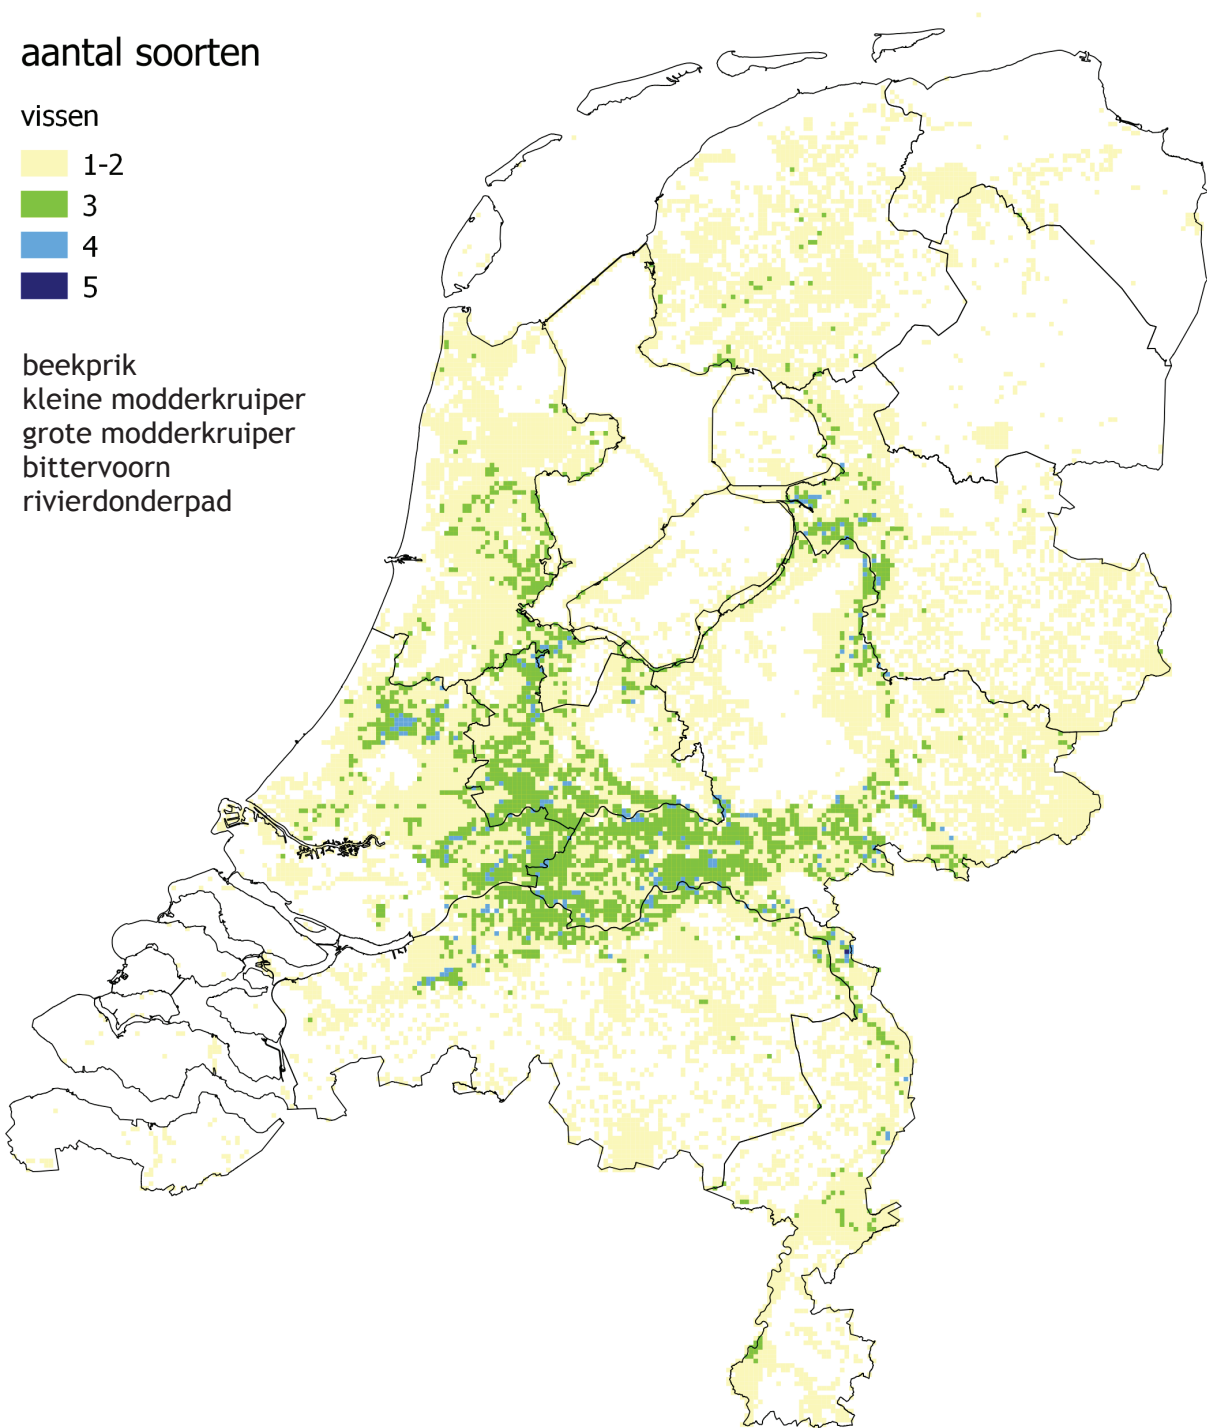 aantal soorten
vissen
1-2
3
4
5
beekprik
kleine modderkruiper
grote modderkruiper
bittervoorn
rivierdonderpad